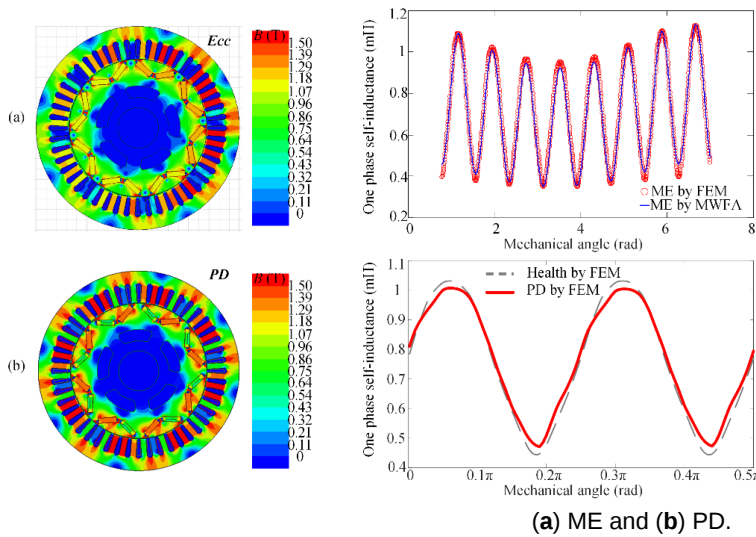 Ecc
B (T)
1.50
1.39
1.29
1.18
1.07
0.96
0.86
0.75
0.64
0.54
0.43
0.32
0.21
0.11
0
(a)
One phase self-inductance (mH)
1.2
1
0.8
0.6
0.4
0.2
0 2 4 6 8
ME by FEM
ME by MWFA
Mechanical angle (rad)
PD
B (T)
1.50
1.39
1.29
1.18
1.07
0.96
0.86
0.75
0.64
0.54
0.43
0.32
0.21
0.11
0
(b)
One phase self-inductance (mH)
1.1
1
0.9
0.8
0.7
0.6
0.5
0.4
Health by FEM
PD by FEM
0 0.1π 0.2π 0.3π 0.4π 0.5π
Mechanical angle (rad)
(a) ME and (b) PD.